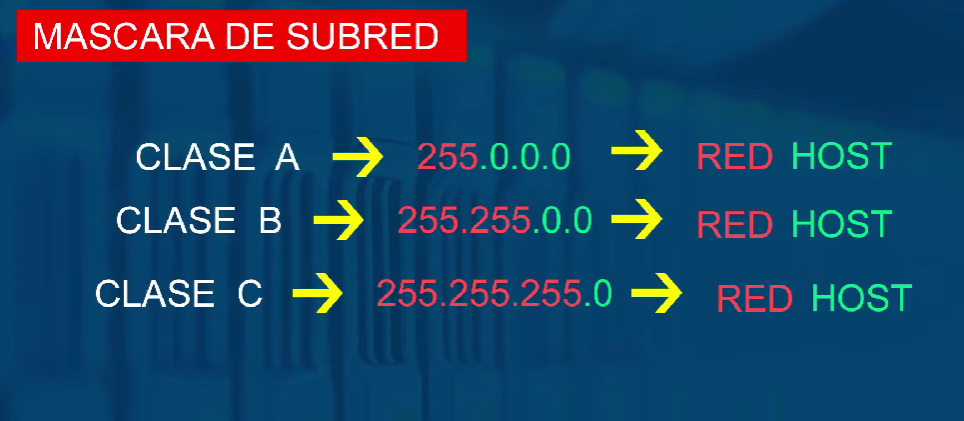 MASCARA DE SUBRED
CLASE A → 255.0.0.0 → RED HOST
CLASE B → 255.255.0.0 → RED HOST
CLASE C → 255.255.255.0 → RED HOST